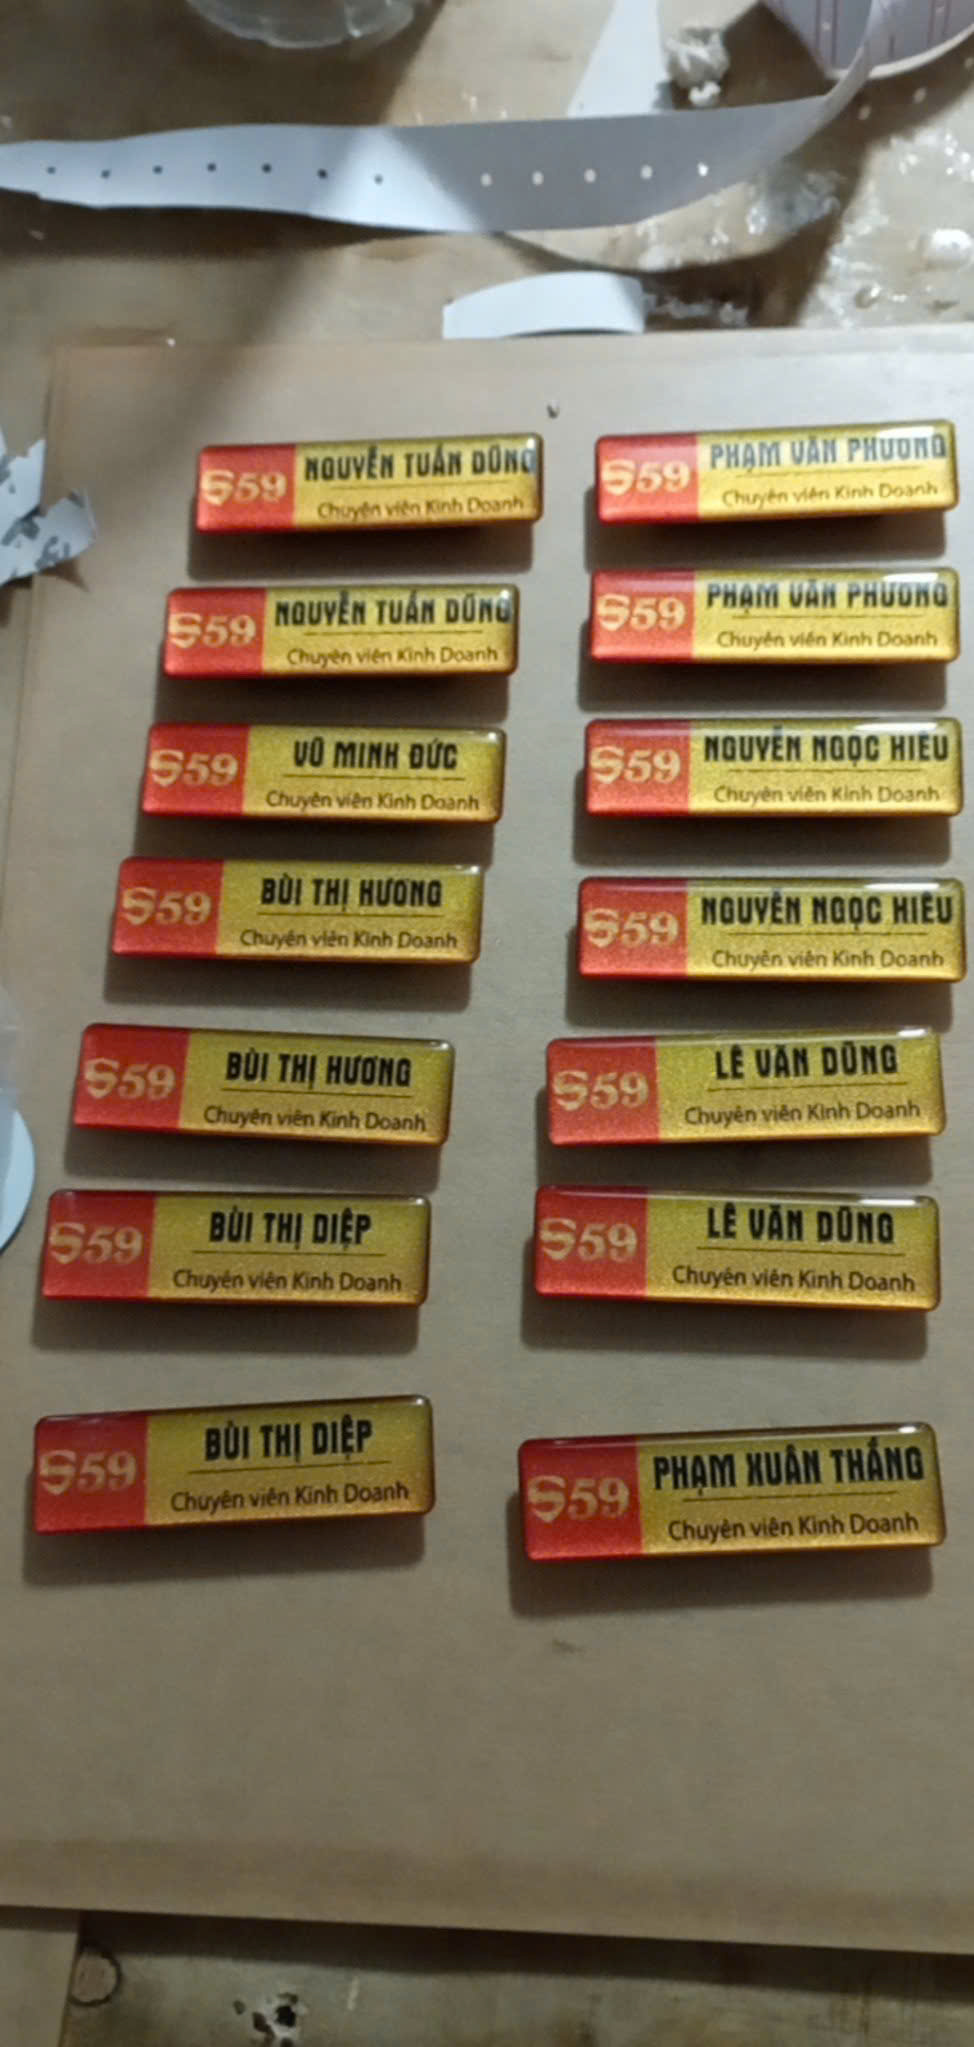 S59
NGUYỄN TUẤN DŨNG
Chuyên viên Kinh Doanh
S59
NGUYỄN TUẤN DŨNG
Chuyên viên Kinh Doanh
S59
VŨ MINH ĐỨC
Chuyên viên Kinh Doanh
S59
BÙI THỊ HƯƠNG
Chuyên viên Kinh Doanh
S59
BÙI THỊ HƯƠNG
Chuyên viên Kinh Doanh
S59
BÙI THỊ DIỆP
Chuyên viên Kinh Doanh
S59
BÙI THỊ DIỆP
Chuyên viên Kinh Doanh
S59
PHẠM VĂN PHƯƠNG
Chuyên viên Kinh Doanh
S59
PHẠM VĂN PHƯƠNG
Chuyên viên Kinh Doanh
S59
NGUYỄN NGỌC HIẾU
Chuyên viên Kinh Doanh
S59
NGUYỄN NGỌC HIẾU
Chuyên viên Kinh Doanh
S59
LÊ VĂN DŨNG
Chuyên viên Kinh Doanh
S59
LÊ VĂN DŨNG
Chuyên viên Kinh Doanh
S59
PHẠM XUÂN THẮNG
Chuyên viên Kinh Doanh